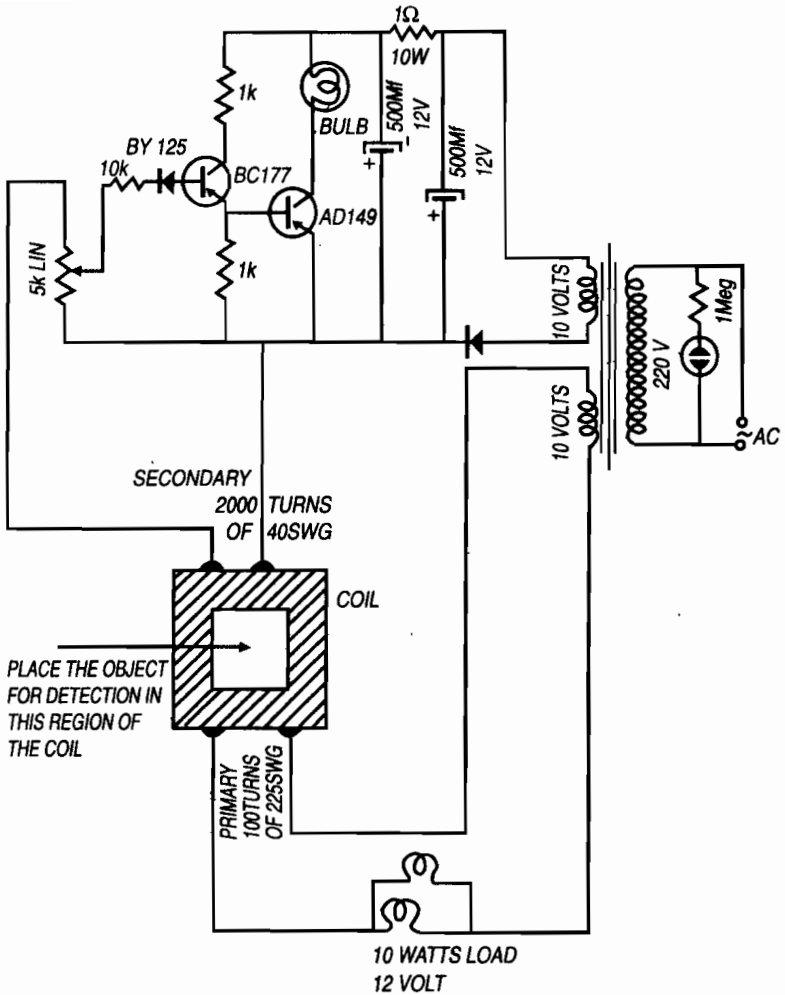 1Ω
10W
1k
BULB
500Mf
12V
500Mf
12V
BY 125
10k
BC177
AD149
5k LIN
1k
10 VOLTS
10 VOLTS
220 V
1Meg
~AC
SECONDARY
2000 TURNS
OF 40SWG
COIL
PLACE THE OBJECT
FOR DETECTION IN
THIS REGION OF
THE COIL
PRIMARY
100TURNS
OF 225SWG
10 WATTS LOAD
12 VOLT